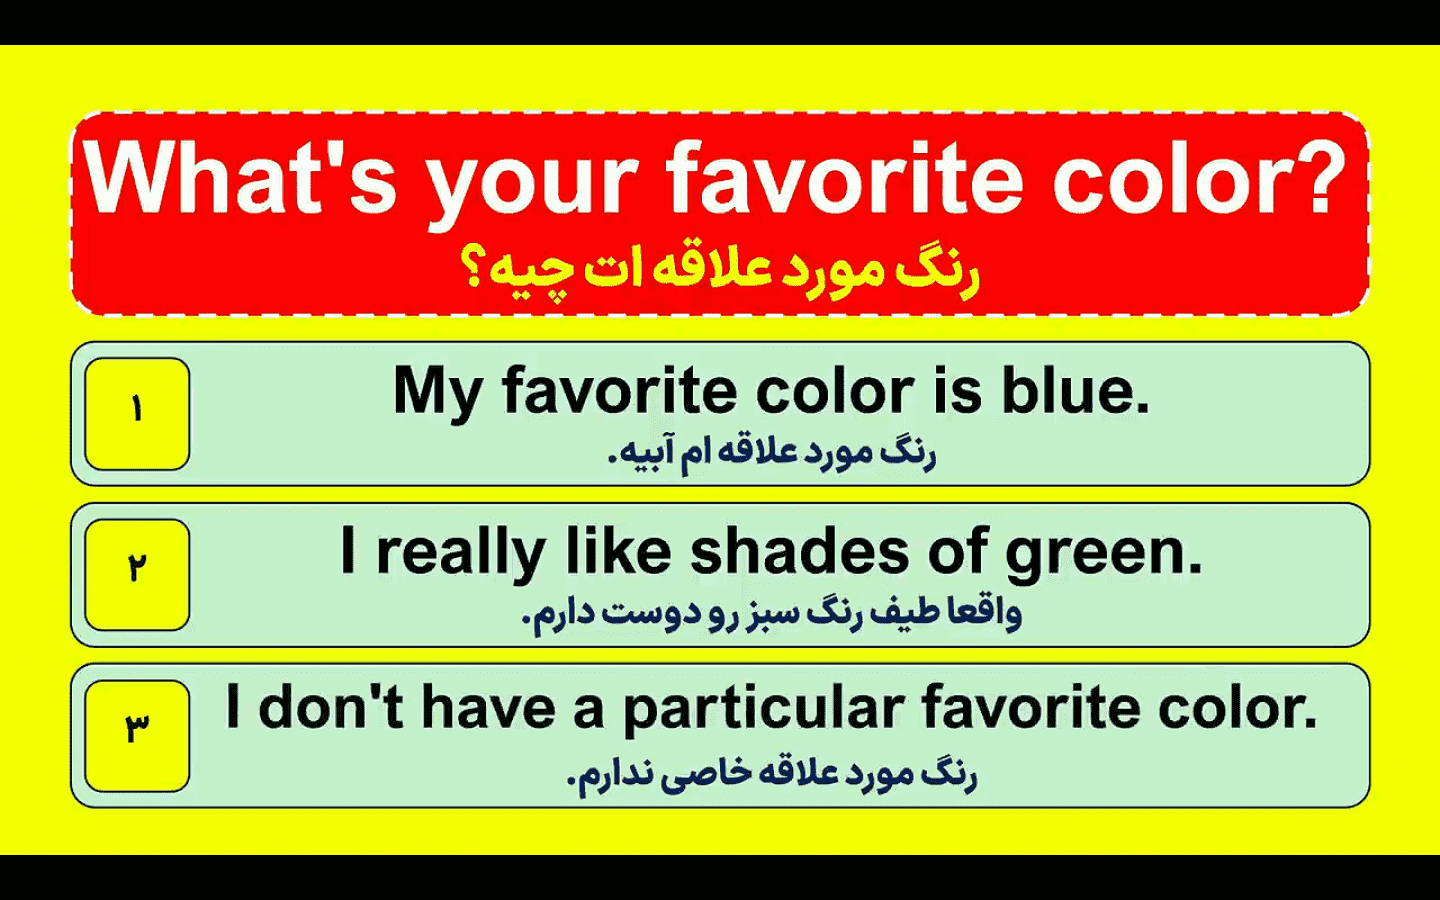 What's your favorite color?
رنگ مورد علاقه ات چیه؟
۱
My favorite color is blue.
رنگ مورد علاقه ام آبیه.
۲
I really like shades of green.
واقعا طیف رنگ سبز رو دوست دارم.
۳
I don't have a particular favorite color.
رنگ مورد علاقه خاصی ندارم.